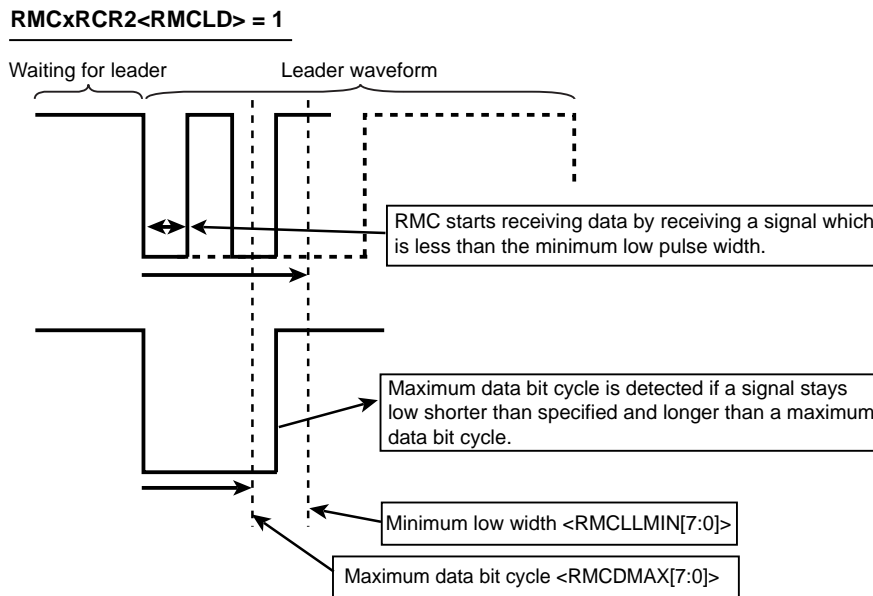 RMCxRCR2<RMCLD> = 1
Waiting for leader
Leader waveform
RMC starts receiving data by receiving a signal which
is less than the minimum low pulse width.
Maximum data bit cycle is detected if a signal stays
low shorter than specified and longer than a maximum
data bit cycle.
Minimum low width <RMCLLMIN[7:0]>
Maximum data bit cycle <RMCDMAX[7:0]>